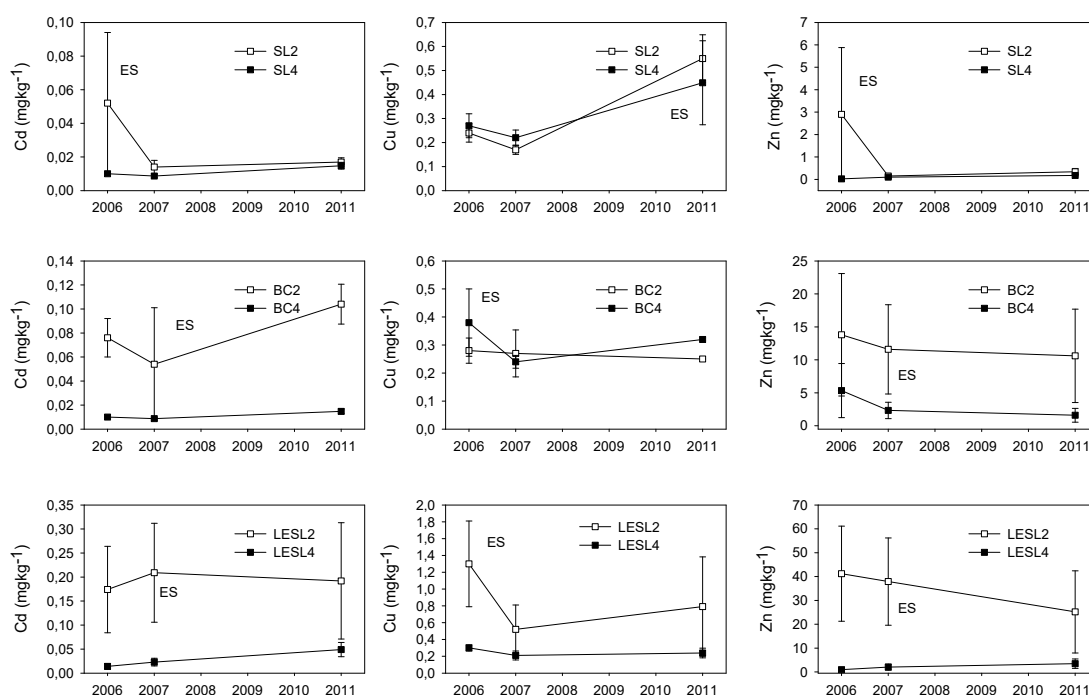 0,10
0,08
0,06
0,04
0,02
0,00
Cd (mgkg-1)
SL2
SL4
ES
2006 2007 2008 2009 2010 2011
0,7
0,6
0,5
0,4
0,3
0,2
0,1
0,0
Cu (mgkg-1)
SL2
SL4
ES
2006 2007 2008 2009 2010 2011
7
6
5
4
3
2
1
0
Zn (mgkg-1)
SL2
SL4
ES
2006 2007 2008 2009 2010 2011
0,14
0,12
0,10
0,08
0,06
0,04
0,02
0,00
Cd (mgkg-1)
BC2
BC4
ES
2006 2007 2008 2009 2010 2011
0,6
0,5
0,4
0,3
0,2
0,1
0,0
Cu (mgkg-1)
BC2
BC4
ES
2006 2007 2008 2009 2010 2011
25
20
15
10
5
0
Zn (mgkg-1)
BC2
BC4
ES
2006 2007 2008 2009 2010 2011
0,35
0,30
0,25
0,20
0,15
0,10
0,05
0,00
Cd (mgkg-1)
LESL2
LESL4
ES
2006 2007 2008 2009 2010 2011
2,0
1,8
1,6
1,4
1,2
1,0
0,8
0,6
0,4
0,2
0,0
Cu (mgkg-1)
LESL2
LESL4
ES
2006 2007 2008 2009 2010 2011
70
60
50
40
30
20
10
0
Zn (mgkg-1)
LESL2
LESL4
ES
2006 2007 2008 2009 2010 2011